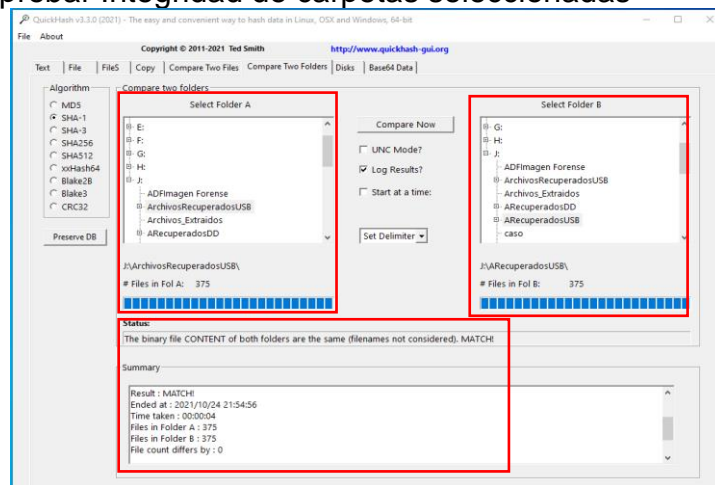 probar integridad de carpetas seleccionadas
QuickHash v3.3.0 (2021) - The easy and convenient way to hash data in Linux, OSX and Windows, 64-bit
File About
Copyright © 2011-2021 Ted Smith http://www.quickhash-gui.org
Text File FileS Copy Compare Two Files Compare Two Folders Disks Base64 Data
Algorithm
MD5
SHA-1
SHA-3
SHA256
SHA512
xxHash64
Blake2B
Blake3
CRC32
Preserve DB
Compare two folders
Select Folder A
E:
F:
G:
H:
J:
ADFImagen Forense
ArchivosRecuperadosUSB
Archivos_Extraidos
ARecuperadosDD
J:\ArchivosRecuperadosUSB\
# Files in Fol A: 375
Compare Now
UNC Mode?
Log Results?
Start at a time:
Set Delimiter
Select Folder B
G:
H:
J:
ADFImagen Forense
ArchivosRecuperadosUSB
Archivos_Extraidos
ARecuperadosDD
ARecuperadosUSB
caso
J:\ARecuperadosUSB\
# Files in Fol B: 375
Status:
The binary file CONTENT of both folders are the same (filenames not considered). MATCH!
Summary
Result : MATCH!
Ended at : 2021/10/24 21:54:56
Time taken : 00:00:04
Files in Folder A : 375
Files in Folder B : 375
File count differs by : 0